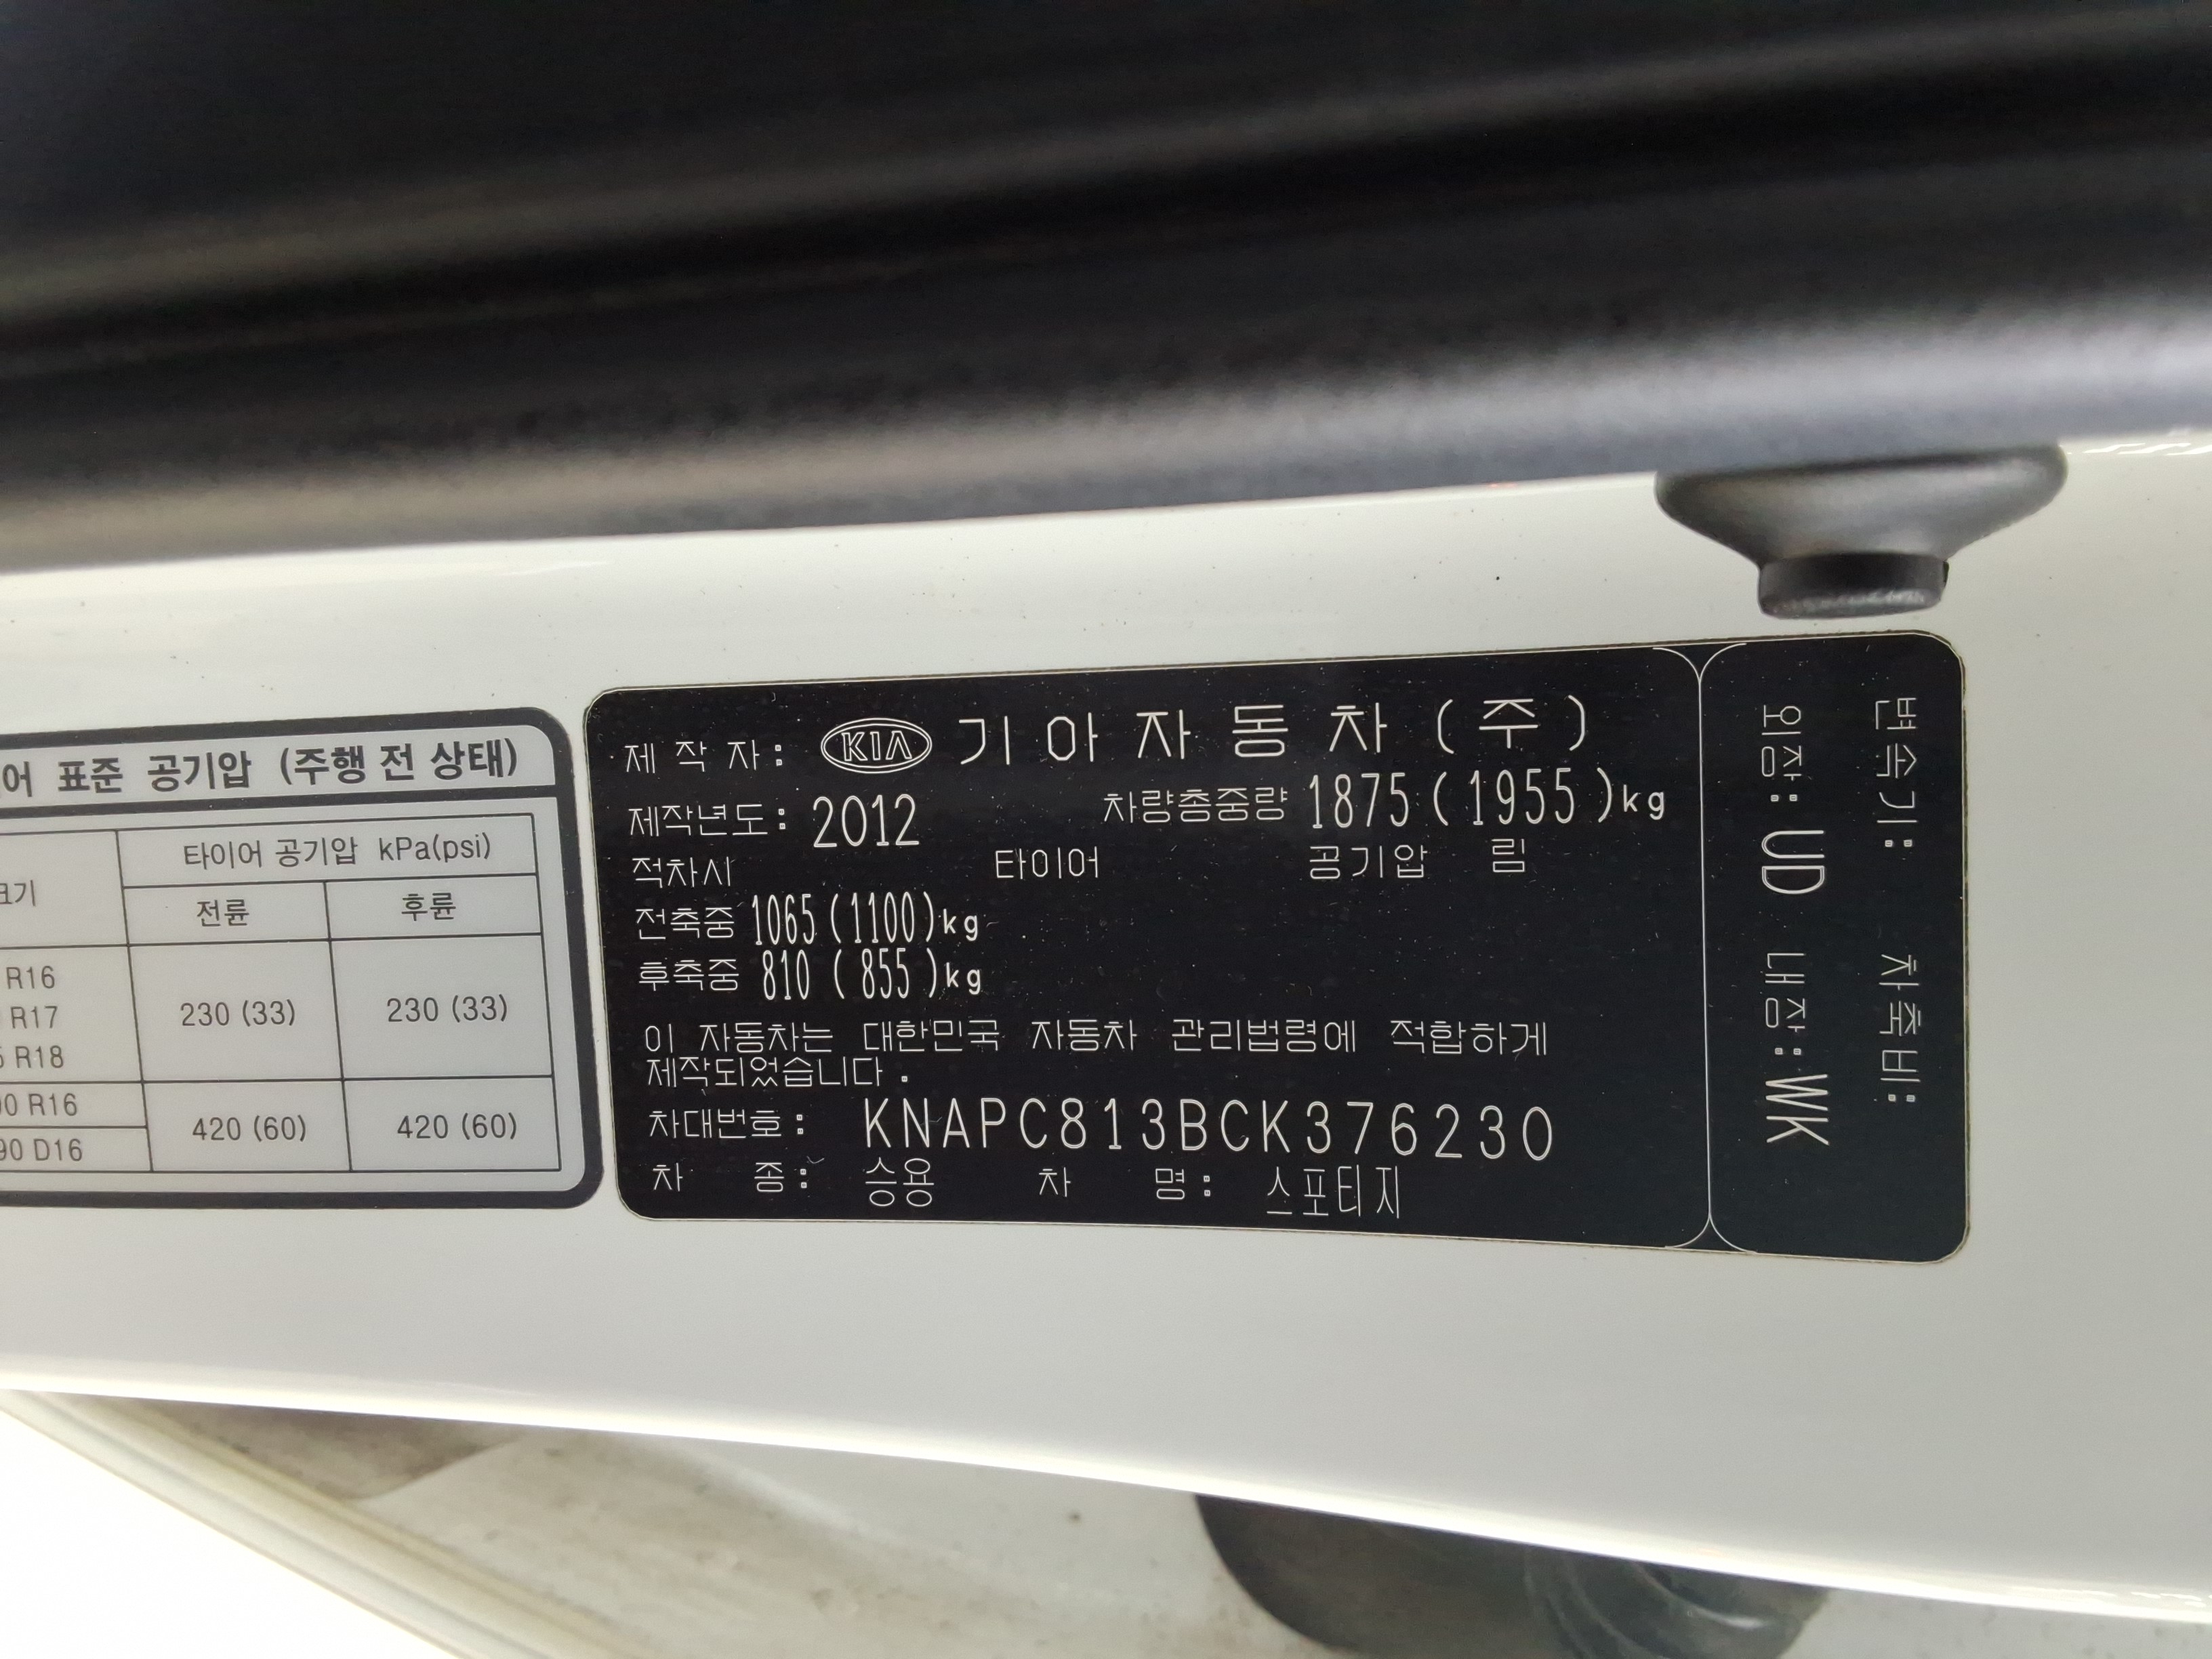 어 표준 공기압 (주행 전 상태)
타이어 공기압 kPa(psi)
크기
전륜 후륜
R16
R17
R18
230 (33) 230 (33)
R16
D16
420 (60) 420 (60)
제 작 자: KIA 기 아 자 동 차 (주)
제작년도: 2012 차량총중량 1875 (1955)kg
적차시 타이어 공기압 림
전축중 1065 (1100)kg
후축중 810 ( 855 )kg
이 자동차는 대한민국 자동차 관리법령에 적합하게
제작되었습니다.
차대번호: KNAPC813BCK376230
차 종: 승용 차 명: 스포티지
변속기: 차축비:
외장: UD 내장: WK